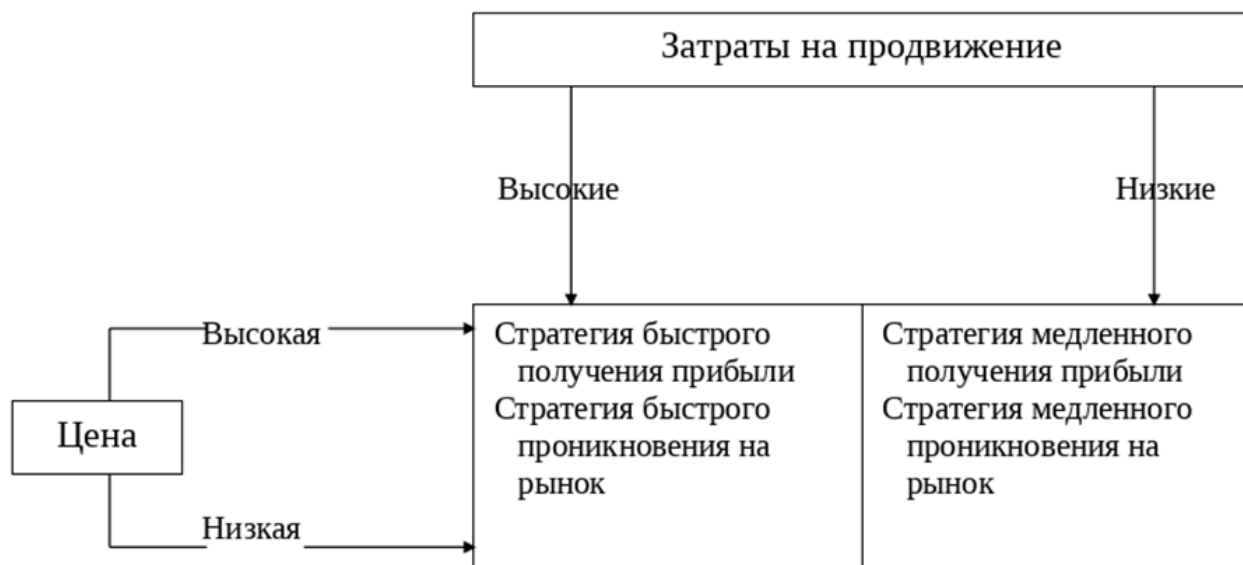 Затраты на продвижение
Высокие
Низкие
Высокая
Цена
Низкая
Стратегия быстрого
получения прибыли
Стратегия быстрого
проникновения на
рынок
Стратегия медленного
получения прибыли
Стратегия медленного
проникновения на
рынок